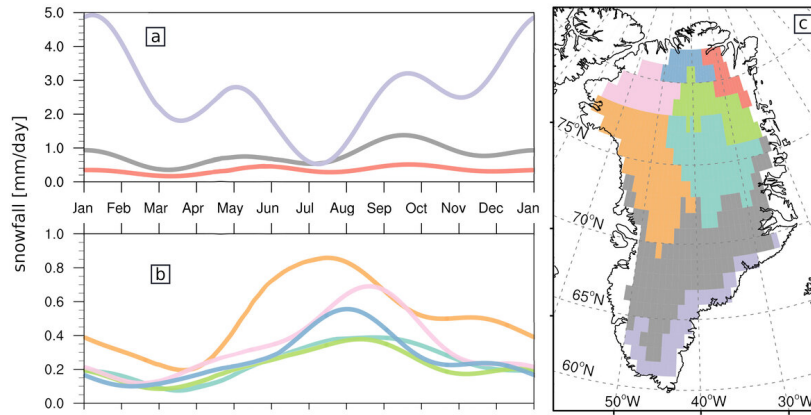 5.0
a
4.0
3.0
2.0
1.0
0.0
Jan Feb Mar Apr May Jun Jul Aug Sep Oct Nov Dec Jan
snowfall [mm/day]
1.0
b
0.8
0.6
0.4
0.2
0.0
c
75°N
70°N
65°N
60°N
50°W 40°W 30°W